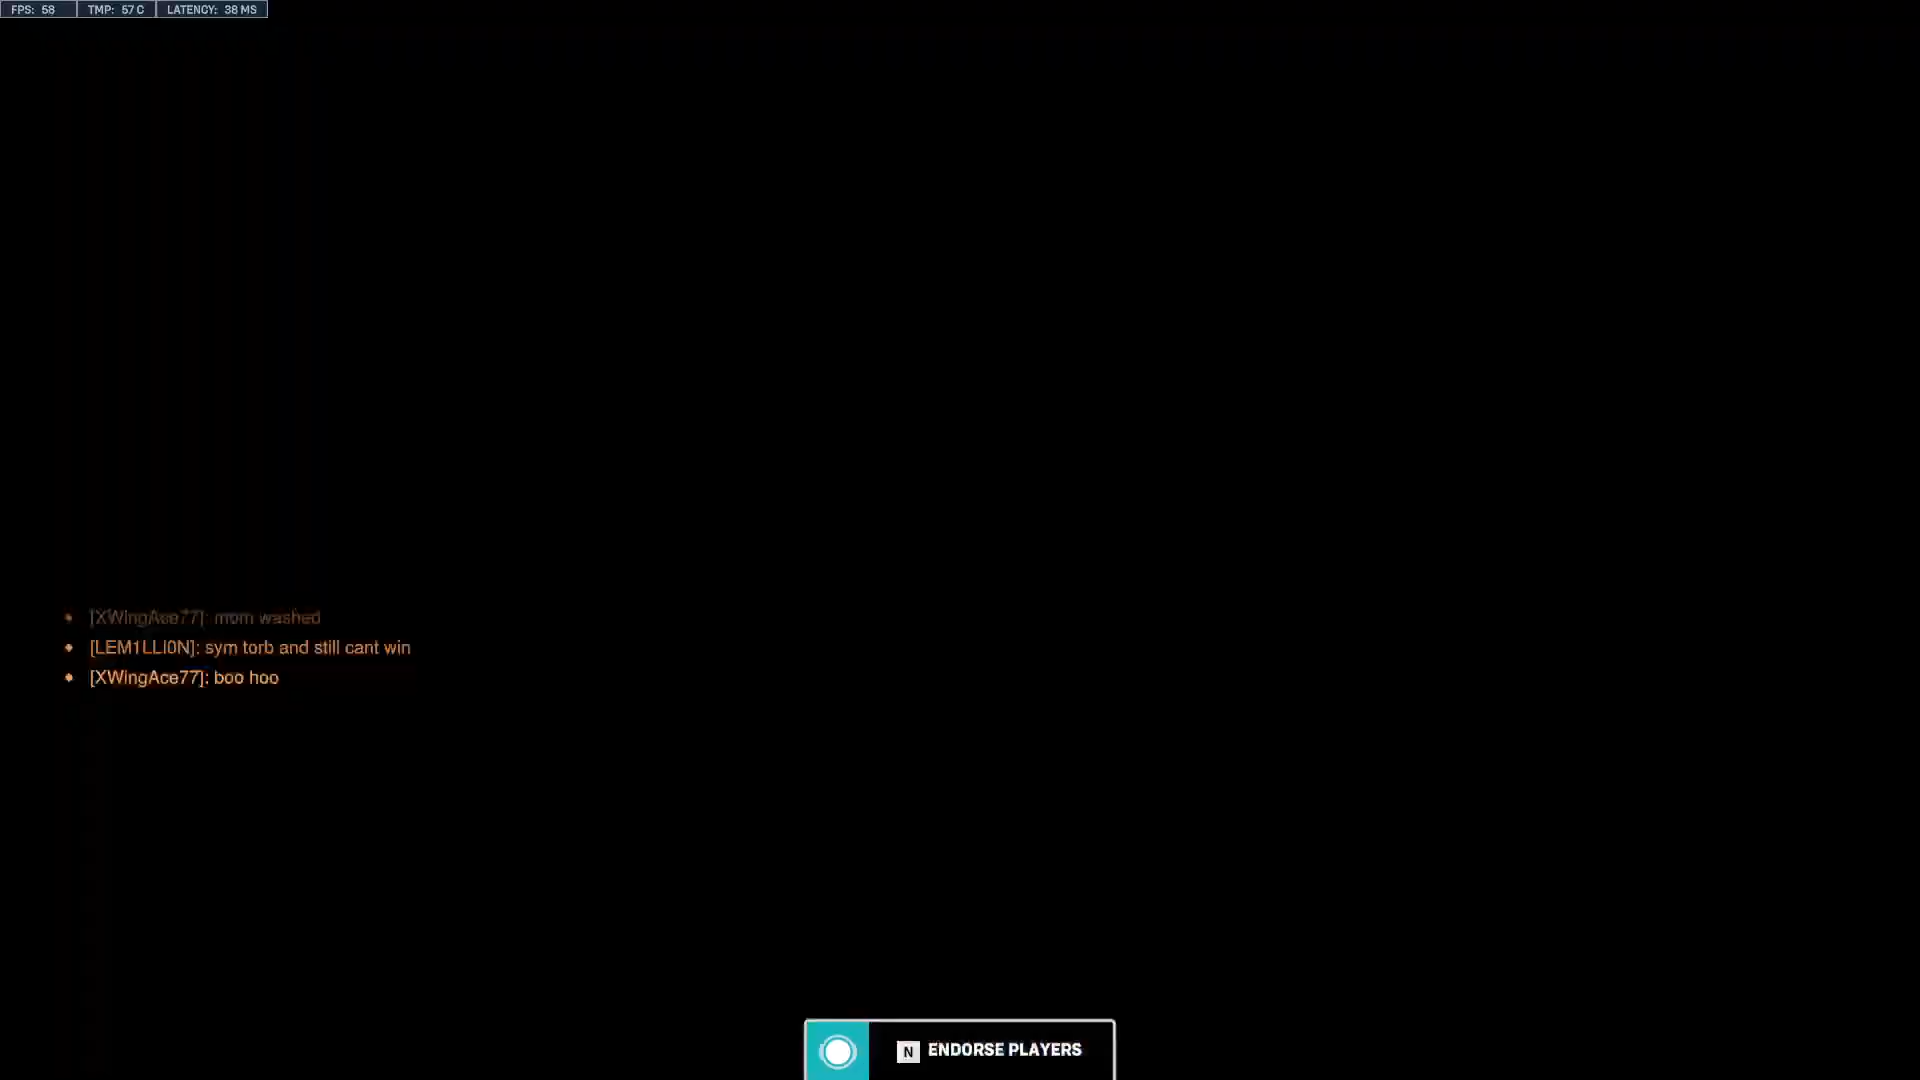 FPS: 58 TMP: 57 C LATENCY: 38 MS
[XWingAce77]: mom washed
[LEM1LLI0N]: sym torb and still cant win
[XWingAce77]: boo hoo
N ENDORSE PLAYERS